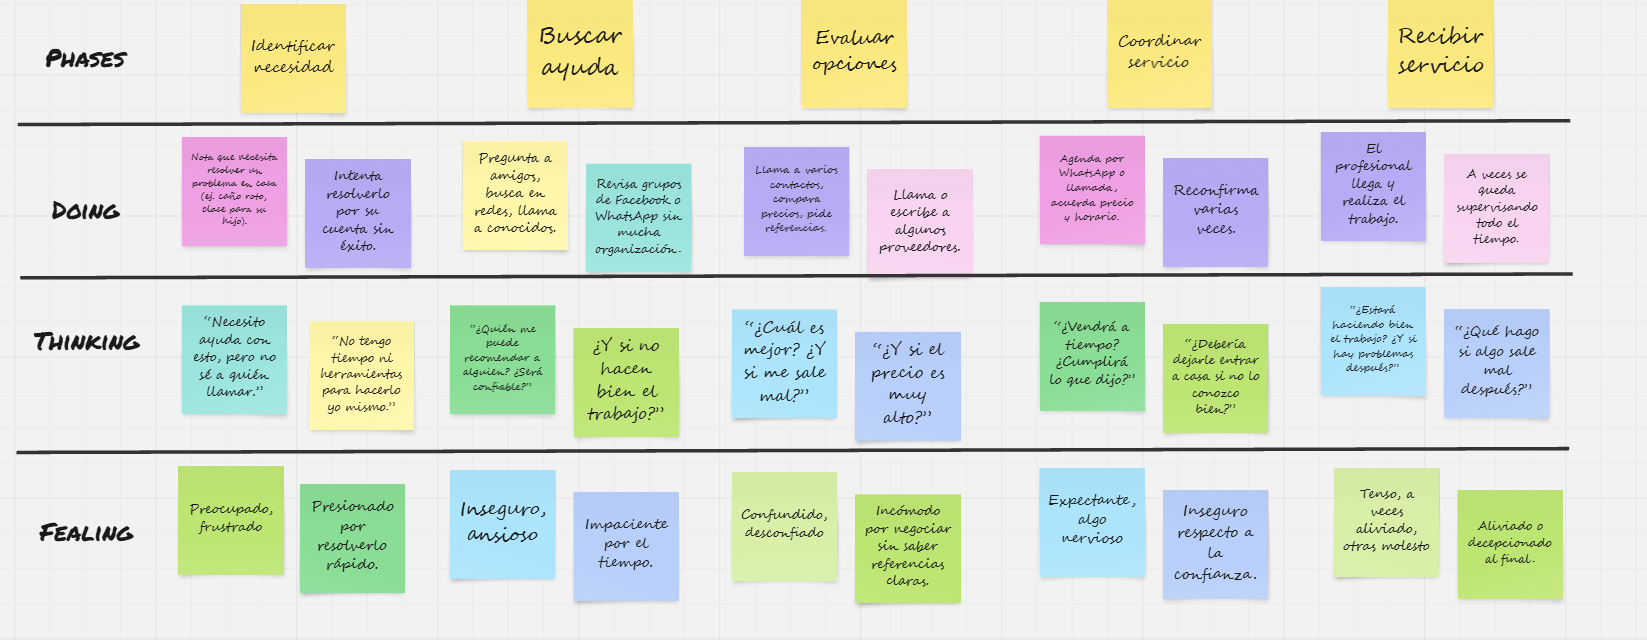 PHASES
Identificar
necesidad
Buscar
ayuda
Evaluar
opciones
Coordinar
servicio
Recibir
servicio
DOING
Nota que necesita
resolver un
problema en casa
(ej. caño roto,
clase para su
hijo).
Intenta
resolverlo
por su
cuenta sin
éxito.
Pregunta a
amigos,
busca en
redes, llama
a conocidos.
Revisa grupos
de Facebook o
WhatsApp sin
mucha
organización.
Llama a varios
contactos,
compara
precios, pide
referencias.
Llama o
escribe a
algunos
proveedores.
Agenda por
WhatsApp o
llamada,
acuerda precio
y horario.
Reconfirma
varias
veces.
El
profesional
llega y
realiza el
trabajo.
A veces se
queda
supervisando
todo el
tiempo.
THINKING
“Necesito
ayuda con
esto, pero no
sé a quién
llamar.”
“No tengo
tiempo ni
herramientas
para hacerlo
yo mismo.”
“¿Quién me
puede
recomendar a
alguien? ¿Será
confiable?”
¿Y si no
hacen
bien el
trabajo?”
“¿Cuál es
mejor? ¿Y
si me sale
mal?”
“¿Y si el
precio es
muy
alto?”
“¿Vendrá a
tiempo?
¿Cumplirá
lo que dijo?”
“¿Debería
dejarle entrar
a casa si no lo
conozco
bien?”
“¿Estará
haciendo bien
el trabajo? ¿Y si
hay problemas
después?”
“¿Qué hago
si algo sale
mal
después?”
FEALING
Preocupado,
frustrado
Presionado
por
resolverlo
rápido.
Inseguro,
ansioso
Impaciente
por el
tiempo.
Confundido,
desconfiado
Incómodo
por negociar
sin saber
referencias
claras.
Expectante,
algo
nervioso
Inseguro
respecto a
la
confianza.
Tenso, a
veces
aliviado,
otras molesto
Aliviado o
decepcionado
al final.